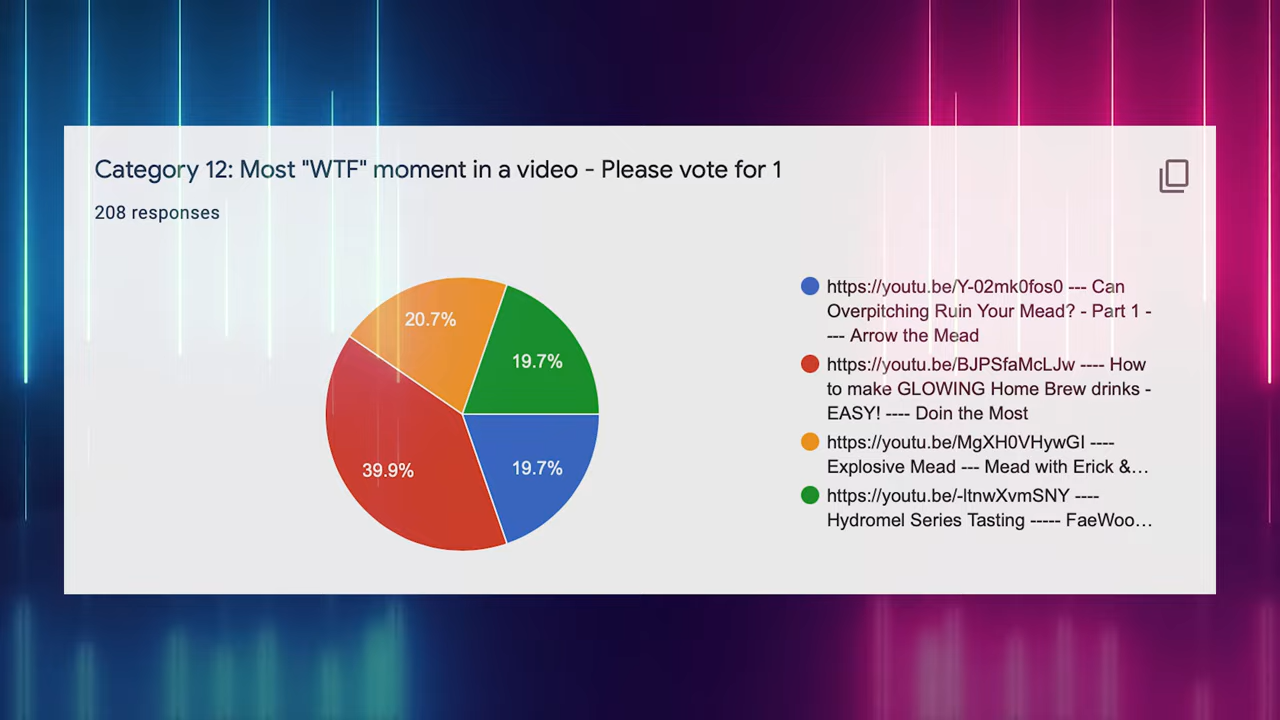 Category 12: Most "WTF" moment in a video - Please vote for 1
208 responses
20.7%
19.7%
39.9%
19.7%
https://youtu.be/Y-02mk0fos0 --- Can
Overpitching Ruin Your Mead? - Part 1 -
--- Arrow the Mead
https://youtu.be/BJPSfaMcLJw ---- How
to make GLOWING Home Brew drinks -
EASY! ---- Doin the Most
https://youtu.be/MgXH0VHywGI ----
Explosive Mead --- Mead with Erick &…
https://youtu.be/-ltnwXvmSNY ----
Hydromel Series Tasting ----- FaeWoo…